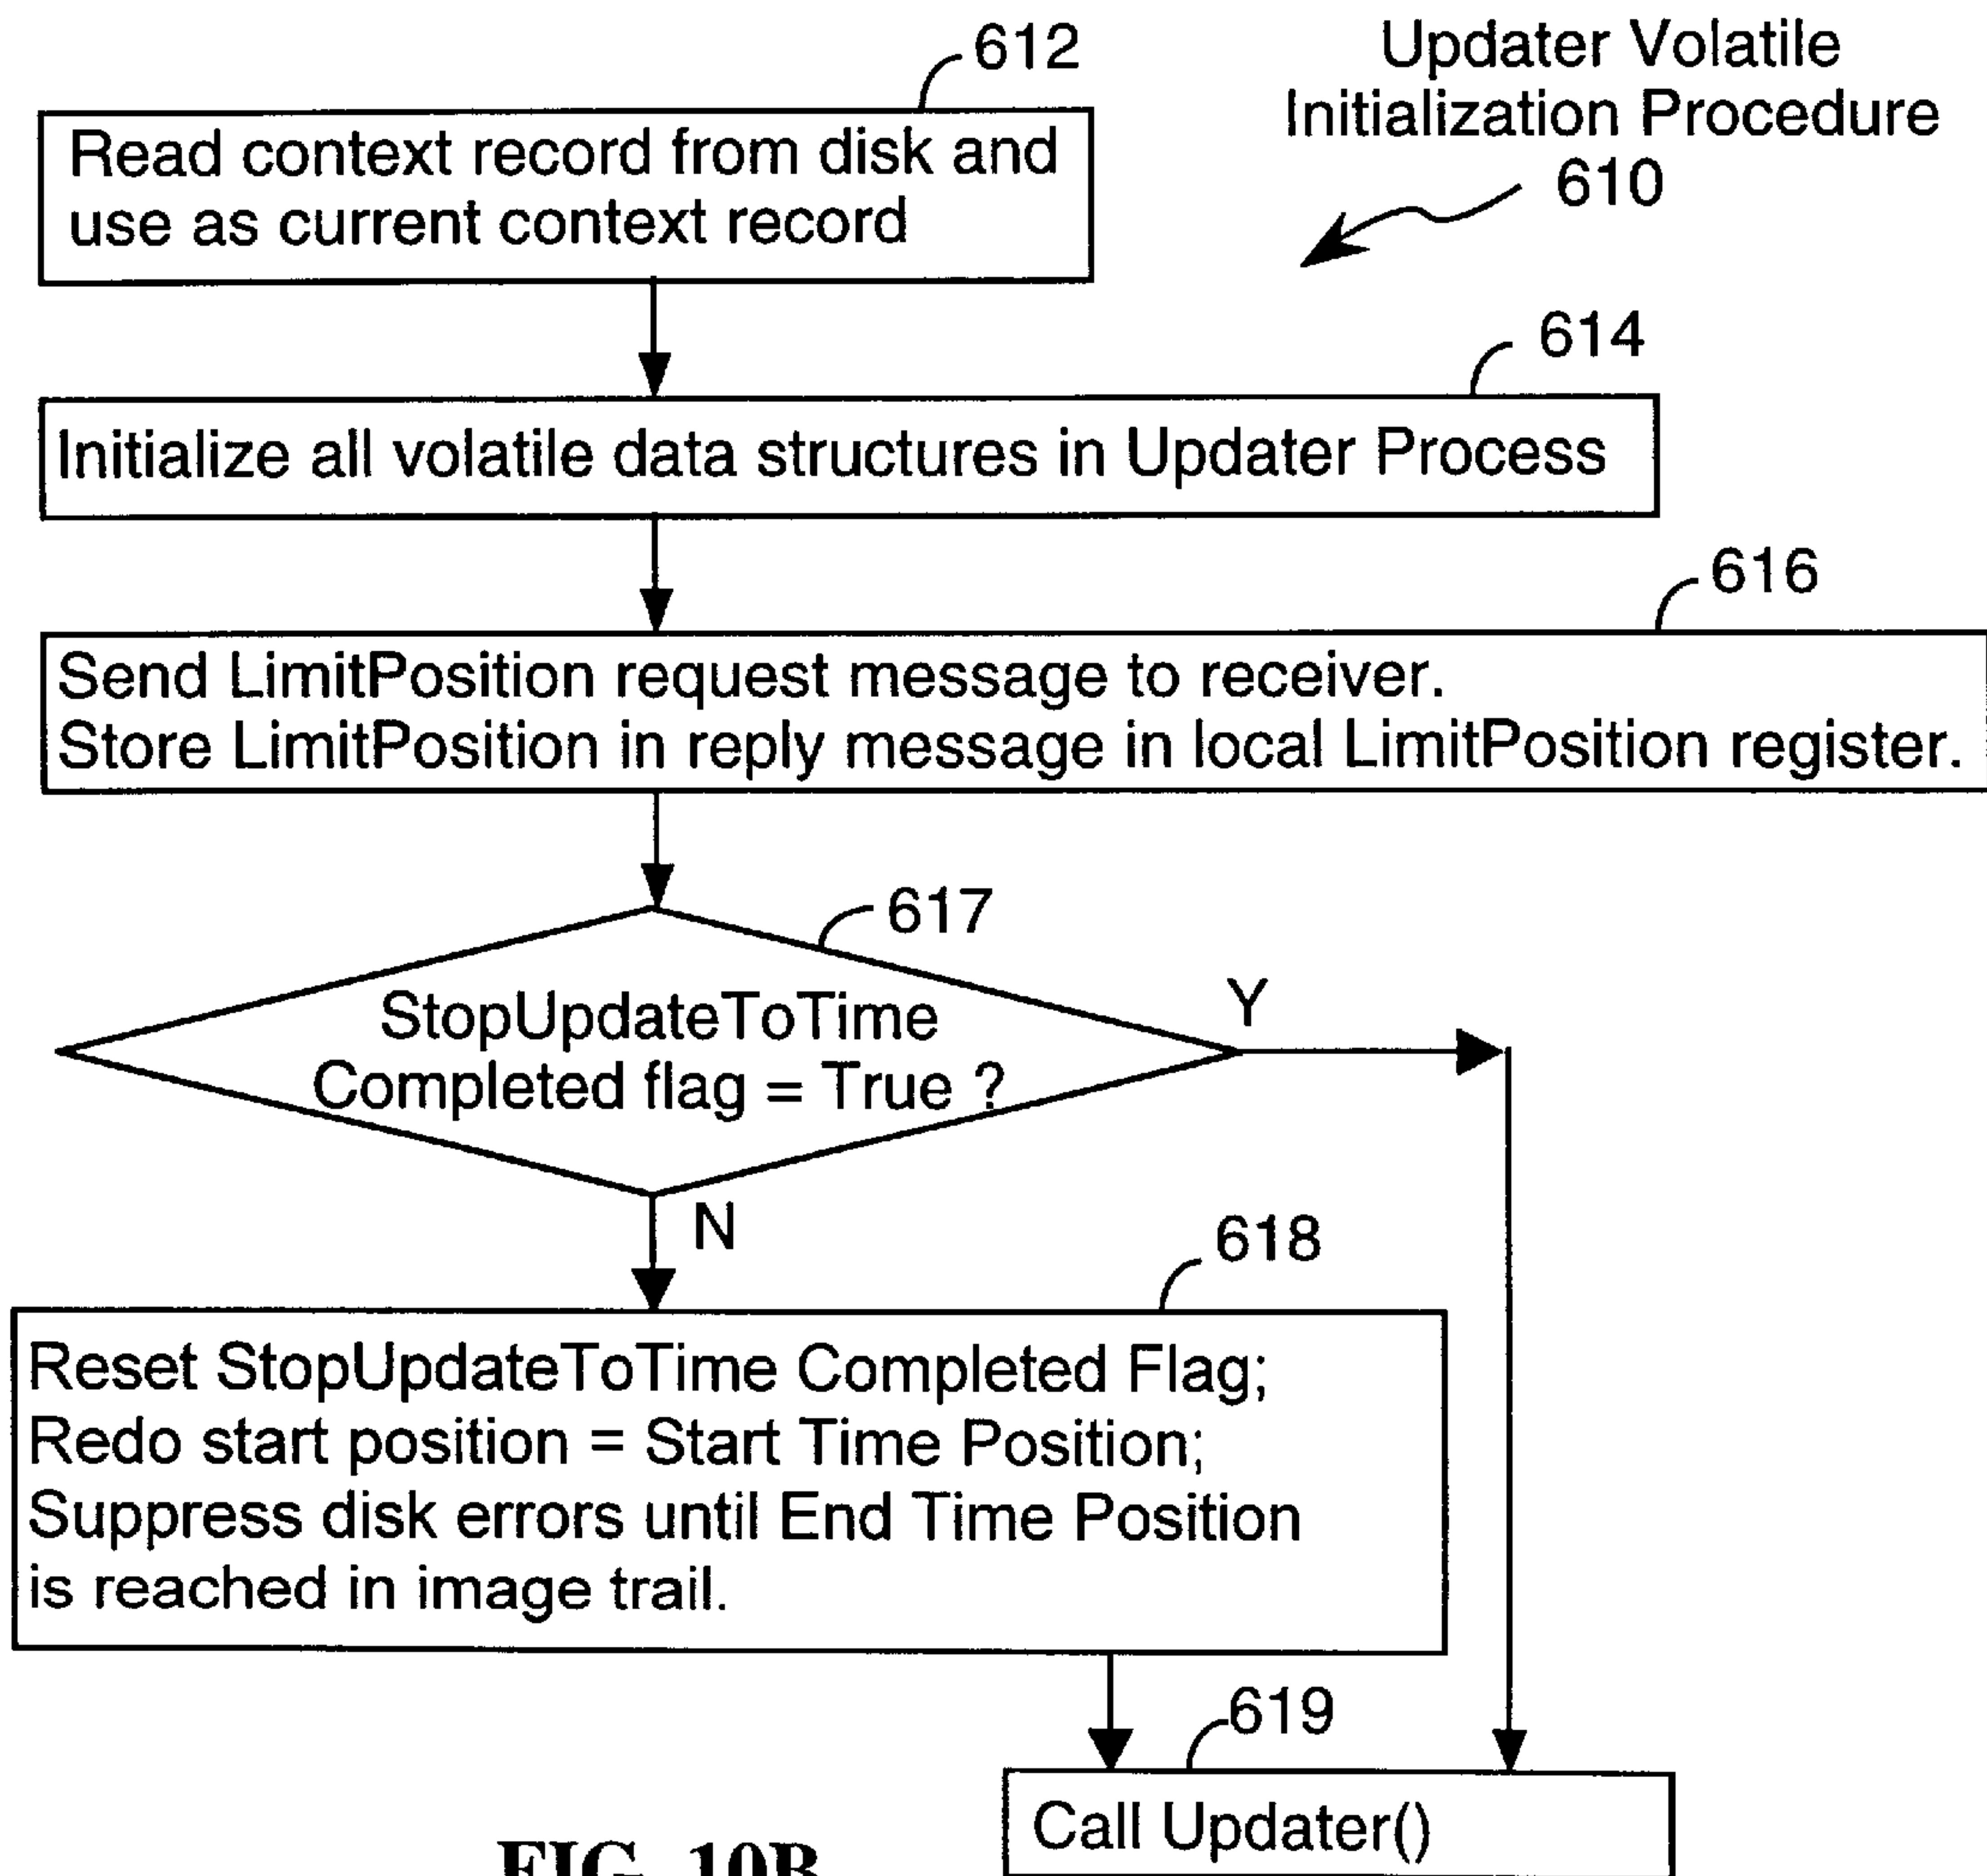 612
Updater Volatile
Initialization Procedure
610
Read context record from disk and
use as current context record
614
Initialize all volatile data structures in Updater Process
616
Send LimitPosition request message to receiver.
Store LimitPosition in reply message in local LimitPosition register.
617
StopUpdateToTime
Completed flag = True ?
Y
N
618
Reset StopUpdateToTime Completed Flag;
Redo start position = Start Time Position;
Suppress disk errors until End Time Position
is reached in image trail.
619
Call Updater()
FIG. 10B